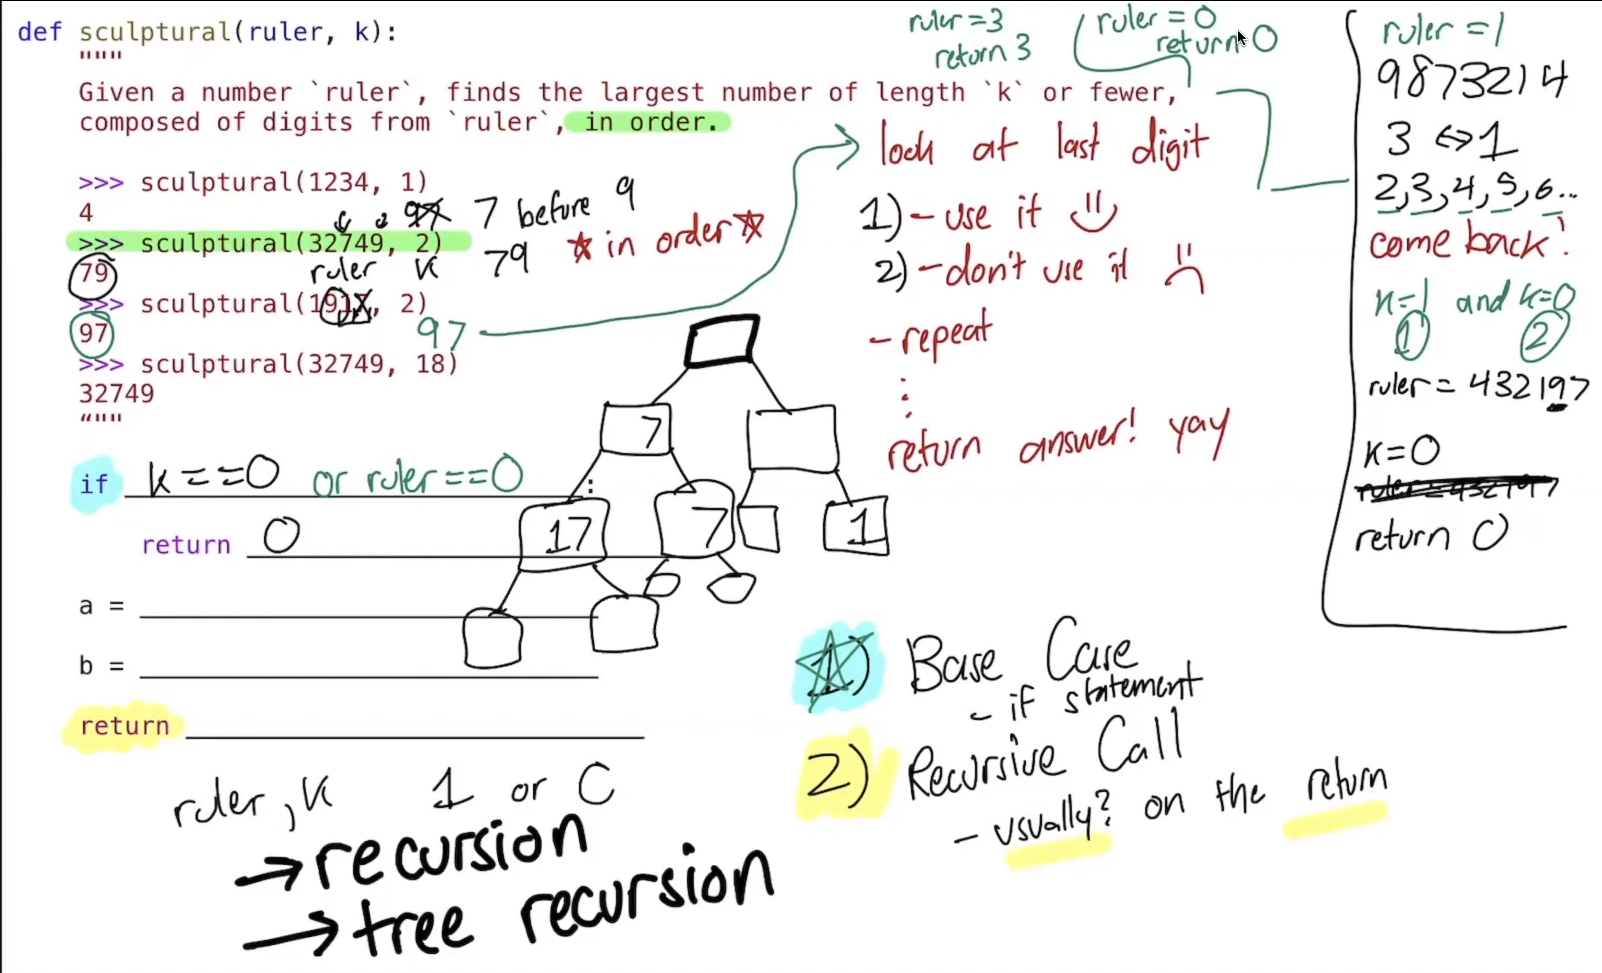 def sculptural(ruler, k):
"""
Given a number `ruler`, finds the largest number of length `k` or fewer,
composed of digits from `ruler`, in order.
>>> sculptural(1234, 1)
4
>>> sculptural(32749, 2)
79
>>> sculptural(1917, 2)
97
>>> sculptural(32749, 18)
32749
"""
if k==0 or ruler==0 :
return 0
a =
b =
return
7 before 9
79 *in order*
ruler k
97
ruler=3
return 3
ruler=0
return 0
look at last digit
1) - use it
2) - don't use it
- repeat
return answer! yay
7
17
7
1
ruler=1
9873214
3 ⇔ 1
2,3,4,5,6...
come back!
k=1 and k=0
1 2
ruler = 432197
k=0
ruler = 432197
return 0
1) Base Case
- if statement
2) Recursive Call
- usually? on the return
ruler, k 1 or 0
→ recursion
→ tree recursion